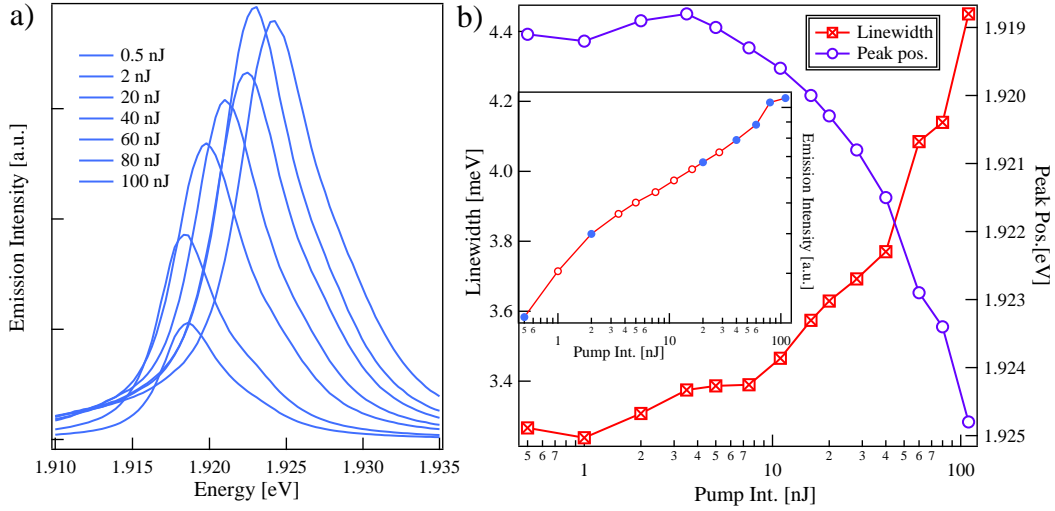 a)
0.5 nJ
2 nJ
20 nJ
40 nJ
60 nJ
80 nJ
100 nJ
Emission Intensity [a.u.]
1.910 1.915 1.920 1.925 1.930 1.935
Energy [eV]
b)
Linewidth
Peak pos.
4.4
4.2
4.0
3.8
3.6
3.4
Linewidth [meV]
1.919
1.920
1.921
1.922
1.923
1.924
1.925
Peak Pos.[eV]
Emission Intensity [a.u.]
5 6 1 2 4 5 6 10 2 4 5 6 100
Pump Int. [nJ]
5 6 7 1 2 3 4 5 6 7 10 2 3 4 5 6 7 100
Pump Int. [nJ]